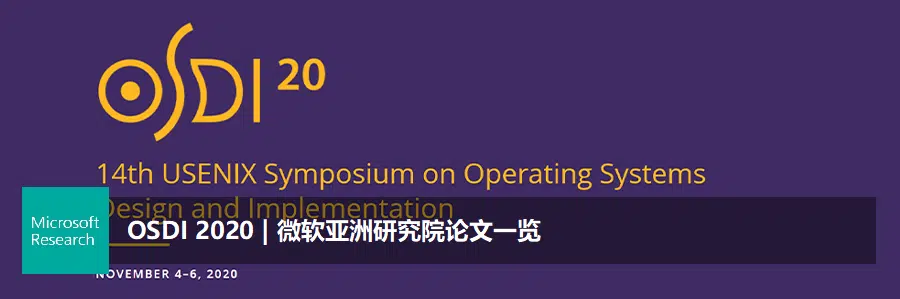 OSDI 20
14th USENIX Symposium on Operating Systems
Design and Implementation
Microsoft
Research
OSDI 2020 | 微软亚洲研究院论文一览
NOVEMBER 4–6, 2020